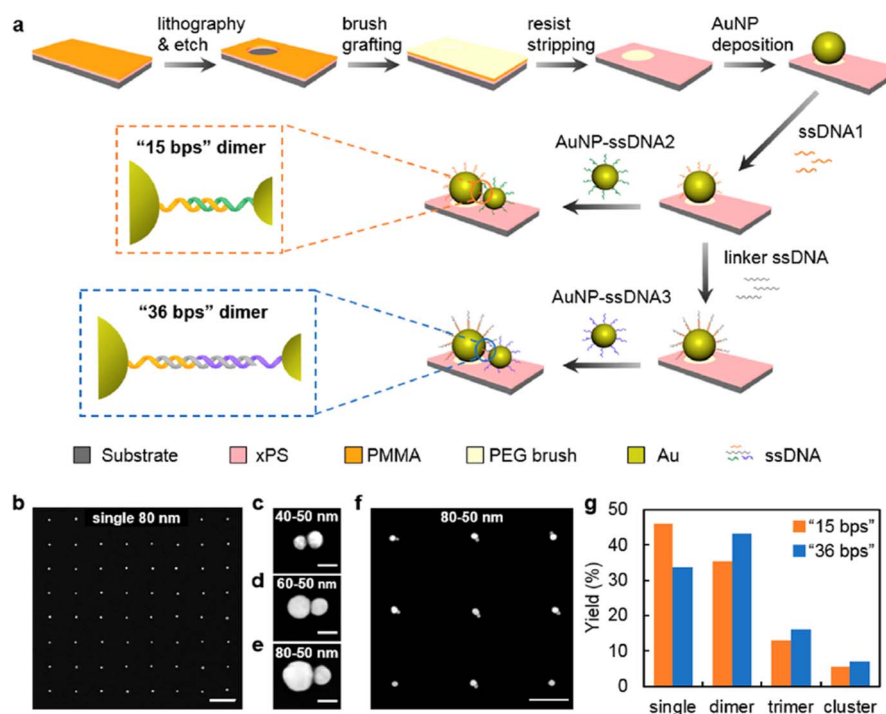 a
lithography
& etch
brush
grafting
resist
stripping
AuNP
deposition
ssDNA1
"15 bps" dimer
AuNP-ssDNA2
linker ssDNA
"36 bps" dimer
AuNP-ssDNA3
Substrate
xPS
PMMA
PEG brush
Au
ssDNA
b
single 80 nm
c
40-50 nm
d
60-50 nm
e
80-50 nm
f
80-50 nm
g
50
40
30
20
10
0
Yield (%)
"15 bps"
"36 bps"
single
dimer
trimer
cluster